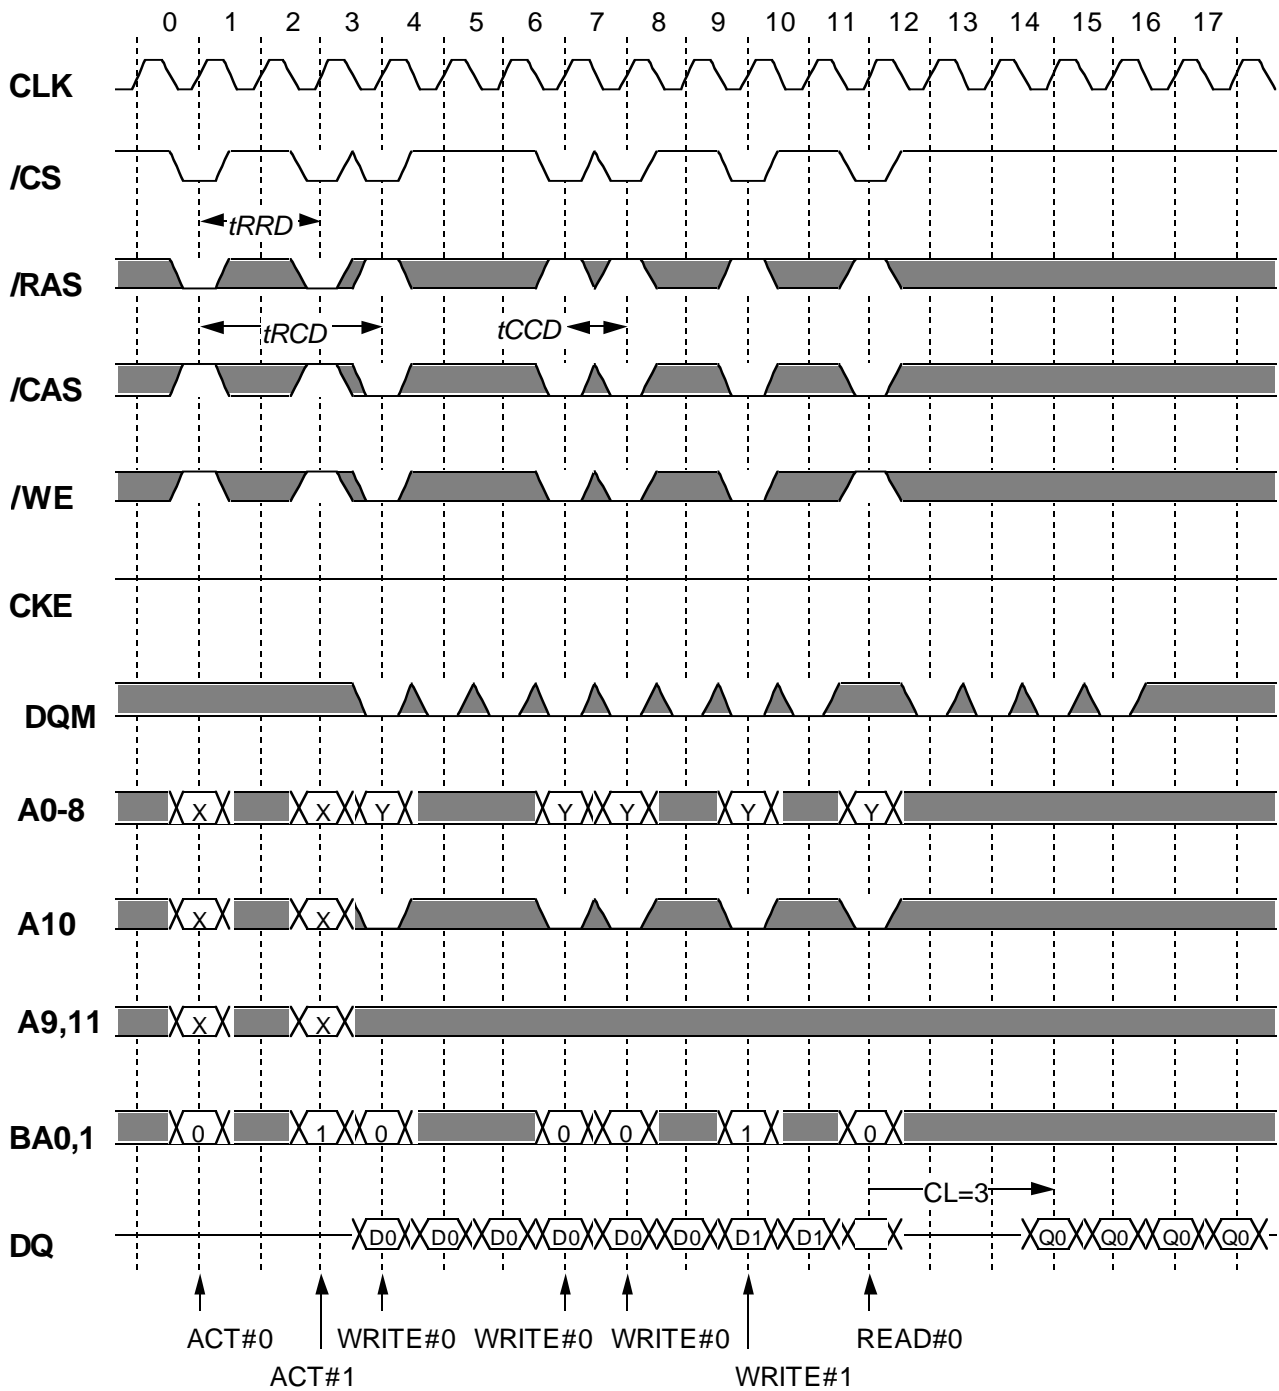 0 1 2 3 4 5 6 7 8 9 10 11 12 13 14 15 16 17
CLK
/CS
tRRD
/RAS
tRCD tCCD
/CAS
/WE
CKE
DQM
A0-8 X X Y Y Y Y Y
A10 X X
A9,11 X X
BA0,1 0 1 0 0 0 1 0
CL=3
DQ D0 D0 D0 D0 D0 D0 D1 D1 Q0 Q0 Q0 Q0
ACT#0 WRITE#0 WRITE#0 WRITE#0 READ#0
ACT#1 WRITE#1